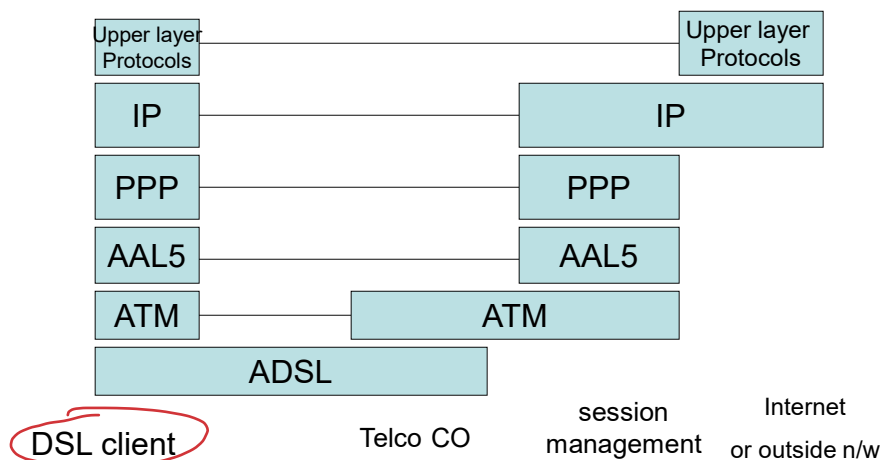 Upper layer
Protocols
Upper layer
Protocols
IP
IP
PPP
PPP
AAL5
AAL5
ATM
ATM
ADSL
DSL client
Telco CO
session
management
Internet
or outside n/w